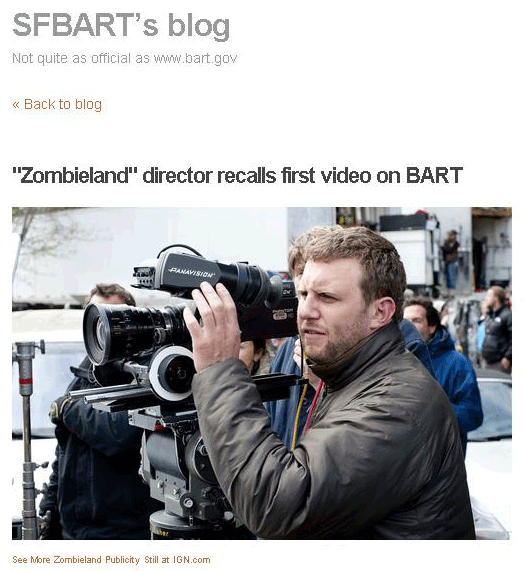 SFBART's blog
Not quite as official as www.bart.gov
« Back to blog
"Zombieland" director recalls first video on BART
PANAVISION
PHANTOM
See More Zombieland Publicity Still at IGN.com